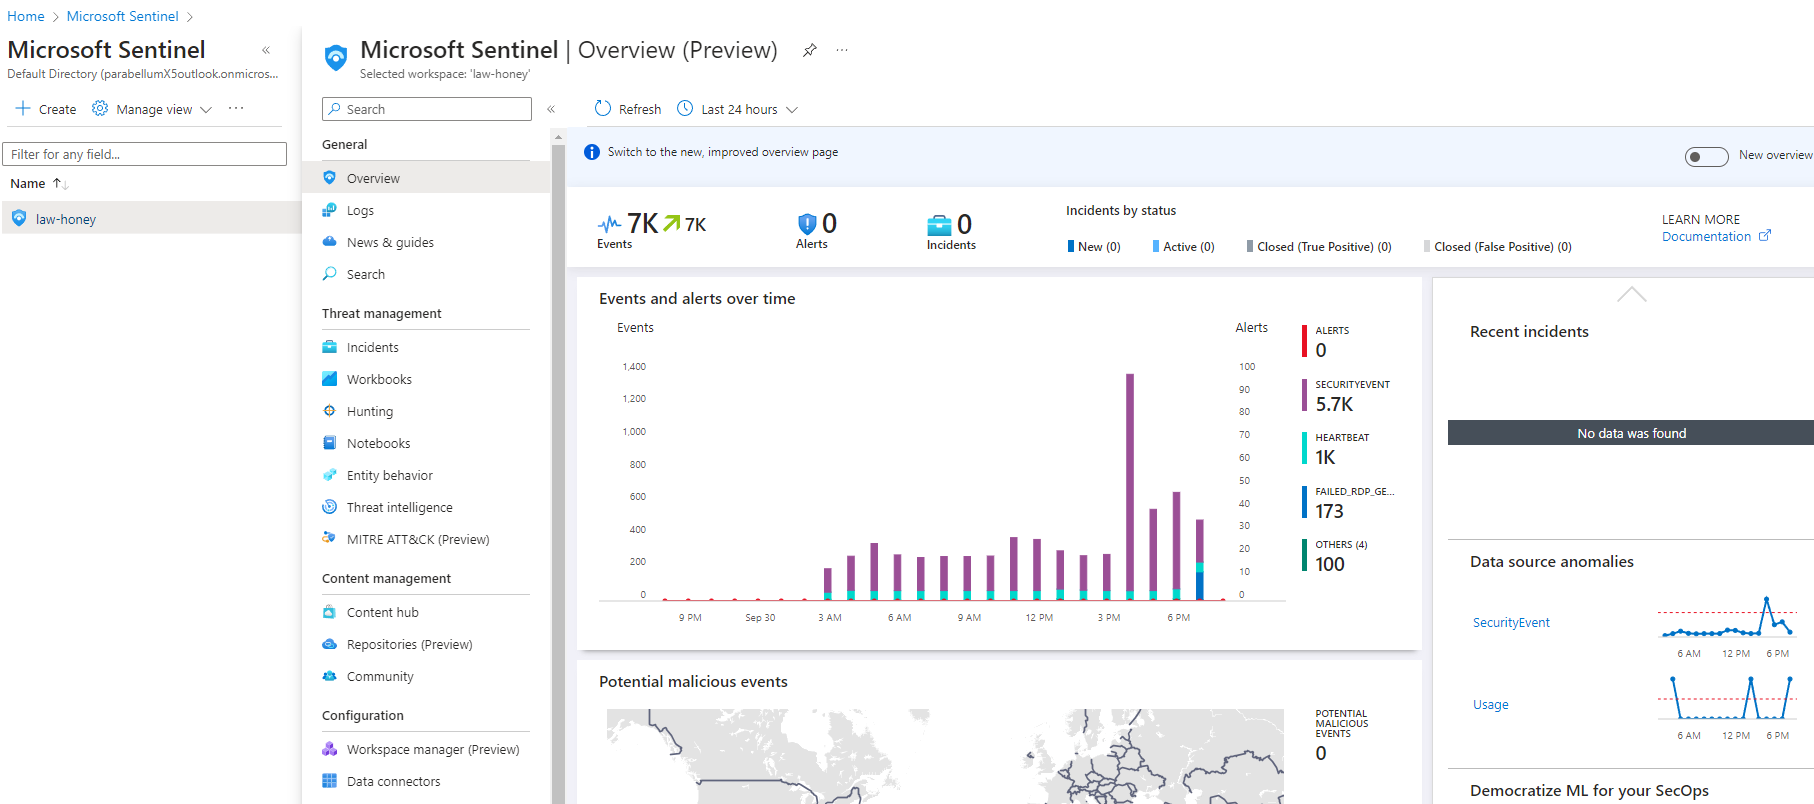 Home > Microsoft Sentinel >
Microsoft Sentinel «
Default Directory (parabellumX5outlook.onmicros...
Create Manage view ...
Filter for any field...
Name ↑↓
law-honey
Microsoft Sentinel | Overview (Preview) ...
Selected workspace: 'law-honey'
Search «
General
Overview
Logs
News & guides
Search
Threat management
Incidents
Workbooks
Hunting
Notebooks
Entity behavior
Threat intelligence
MITRE ATT&CK (Preview)
Content management
Content hub
Repositories (Preview)
Community
Configuration
Workspace manager (Preview)
Data connectors
Refresh Last 24 hours
Switch to the new, improved overview page
New overview
7K 7K
Events
0
Alerts
0
Incidents
Incidents by status
New (0) Active (0) Closed (True Positive) (0) Closed (False Positive) (0)
LEARN MORE
Documentation
Events and alerts over time
Events
1,400
1,200
1,000
800
600
400
200
0
9 PM Sep 30 3 AM 6 AM 9 AM 12 PM 3 PM 6 PM
Alerts
100
90
80
70
60
50
40
30
20
10
0
ALERTS
0
SECURITYEVENT
5.7K
HEARTBEAT
1K
FAILED_RDP_GE...
173
OTHERS (4)
100
Potential malicious events
POTENTIAL
MALICIOUS
EVENTS
0
Recent incidents
No data was found
Data source anomalies
SecurityEvent
6 AM 12 PM 6 PM
Usage
6 AM 12 PM 6 PM
Democratize ML for your SecOps